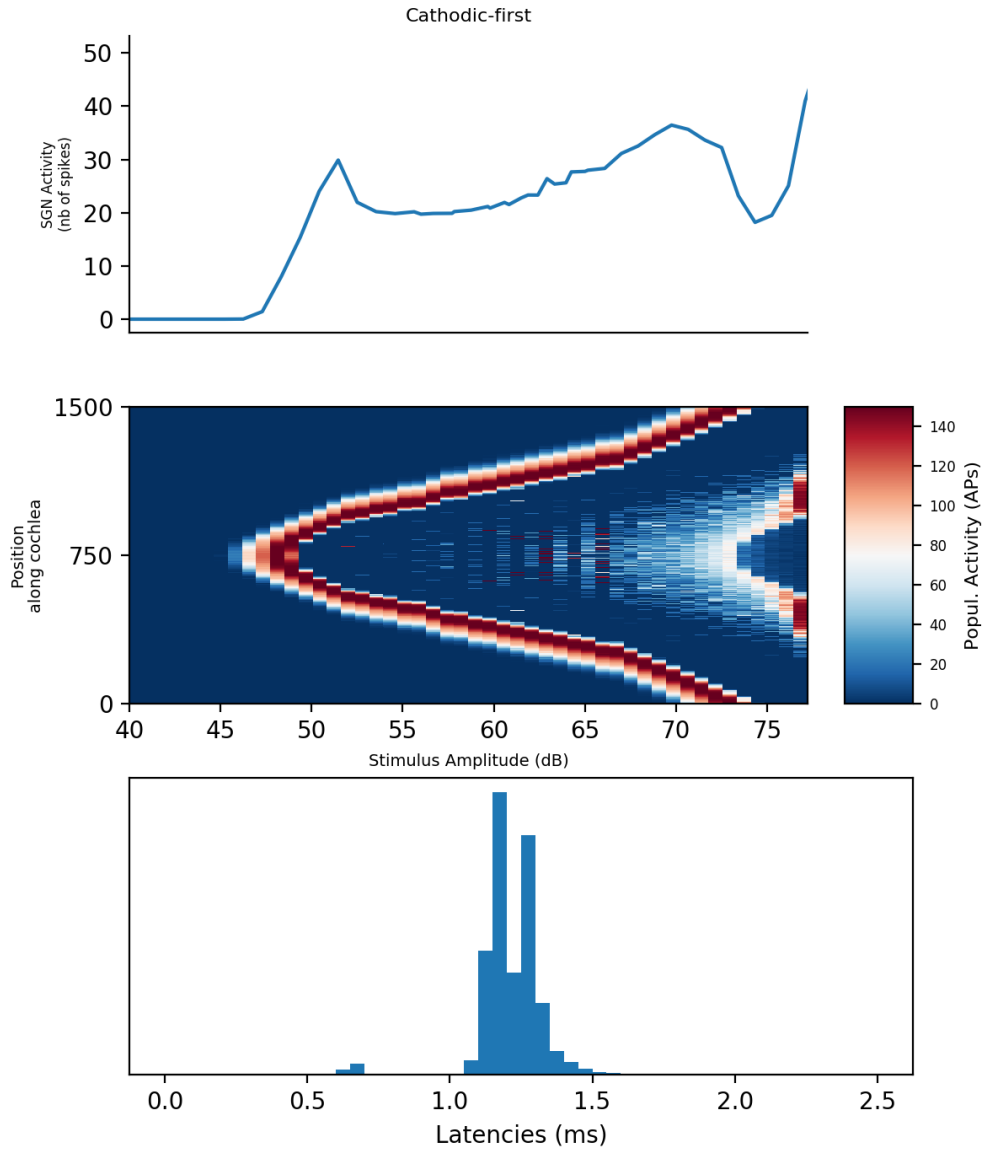 Cathodic-first
50
40
30
20
10
0
SGN Activity
(nb of spikes)
1500
750
0
Position
along cochlea
40 45 50 55 60 65 70 75
Stimulus Amplitude (dB)
140
120
100
80
60
40
20
0
Popul. Activity (APs)
0.0 0.5 1.0 1.5 2.0 2.5
Latencies (ms)